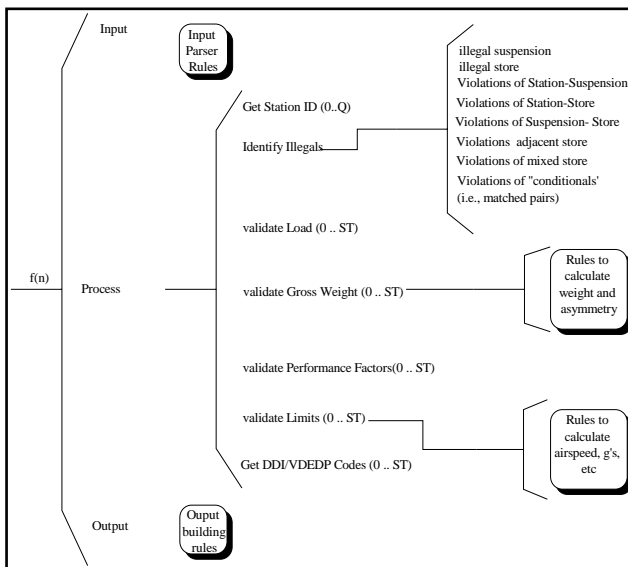 Input
Input
Parser
Rules
illegal suspension
illegal store
Violations of Station-Suspension
Violations of Station-Store
Violations of Suspension- Store
Violations adjacent store
Violations of mixed store
Violations of "conditionals'
(i.e., matched pairs)
Get Station ID (0..Q)
Identify Illegals
validate Load (0 .. ST)
f(n)
Process
validate Gross Weight (0 .. ST)
Rules to
calculate
weight and
asymmetry
validate Performance Factors(0 .. ST)
validate Limits (0 .. ST)
Rules to
calculate
airspeed, g's,
etc
Get DDI/VDEDP Codes (0 .. ST)
Output
Ouput
building
rules